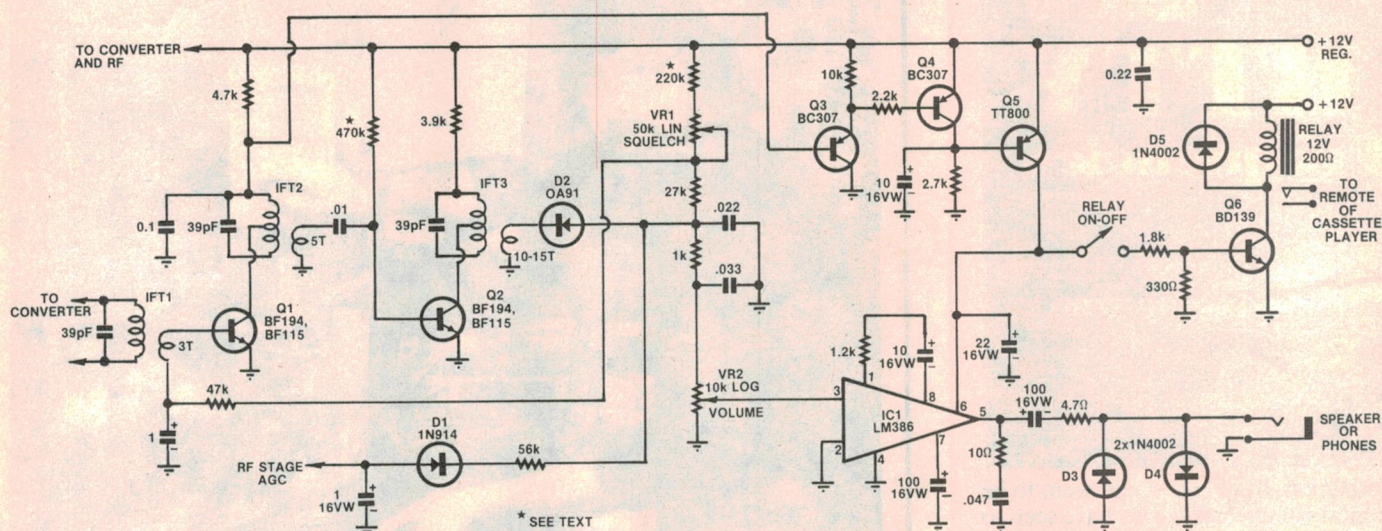 TO CONVERTER
AND RF
4.7k
★
470k
3.9k
★
220k
VR1
50k LIN
SQUELCH
10k
Q3
BC307
2.2k
Q4
BC307
Q5
TT800
0.22
+12V
REG.
+12V
D5
1N4002
RELAY
12V
200Ω
TO
REMOTE
OF
CASSETTE
PLAYER
IFT2
0.1
39pF
5T
.01
IFT3
39pF
10-15T
D2
OA91
27k
.022
1k
.033
10
16VW
+
2.7k
RELAY
ON-OFF
1.8k
330Ω
Q6
BD139
TO
CONVERTER
39pF
IFT1
3T
Q1
BF194,
BF115
Q2
BF194,
BF115
47k
1
+
-
RF STAGE
AGC
D1
1N914
56k
1
16VW
+
-
★ SEE TEXT
VR2
10k LOG
VOLUME
1.2k
10
16VW
+
-
22
16VW
+
-
IC1
LM386
1
8
3
2
4
7
6
5
100
16VW
+
-
100
16VW
+
-
4.7Ω
10Ω
.047
2x1N4002
D3
D4
SPEAKER
OR
PHONES